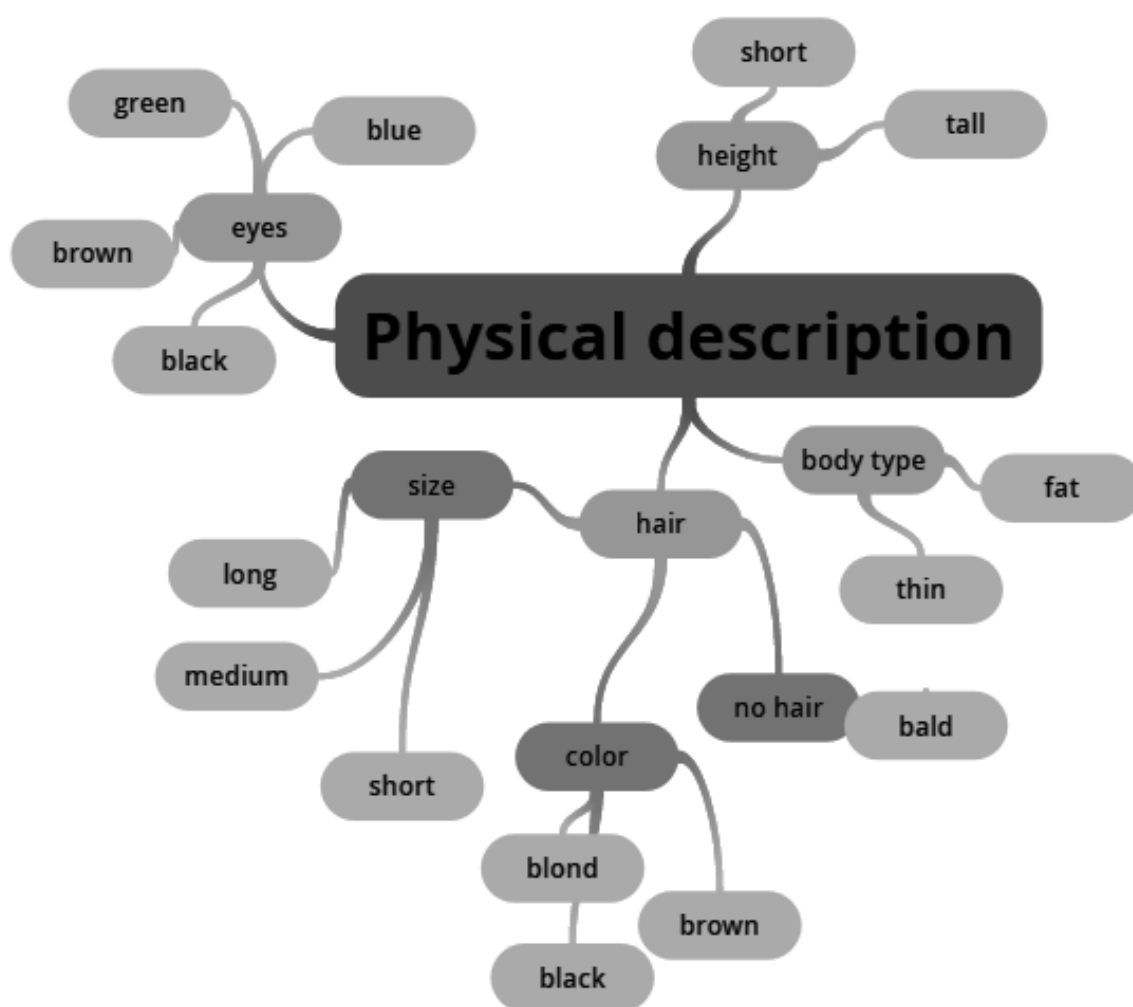 short
green
blue
tall
height
eyes
brown
Physical description
black
body type
size
fat
hair
long
thin
medium
no hair
bald
color
short
blond
brown
black